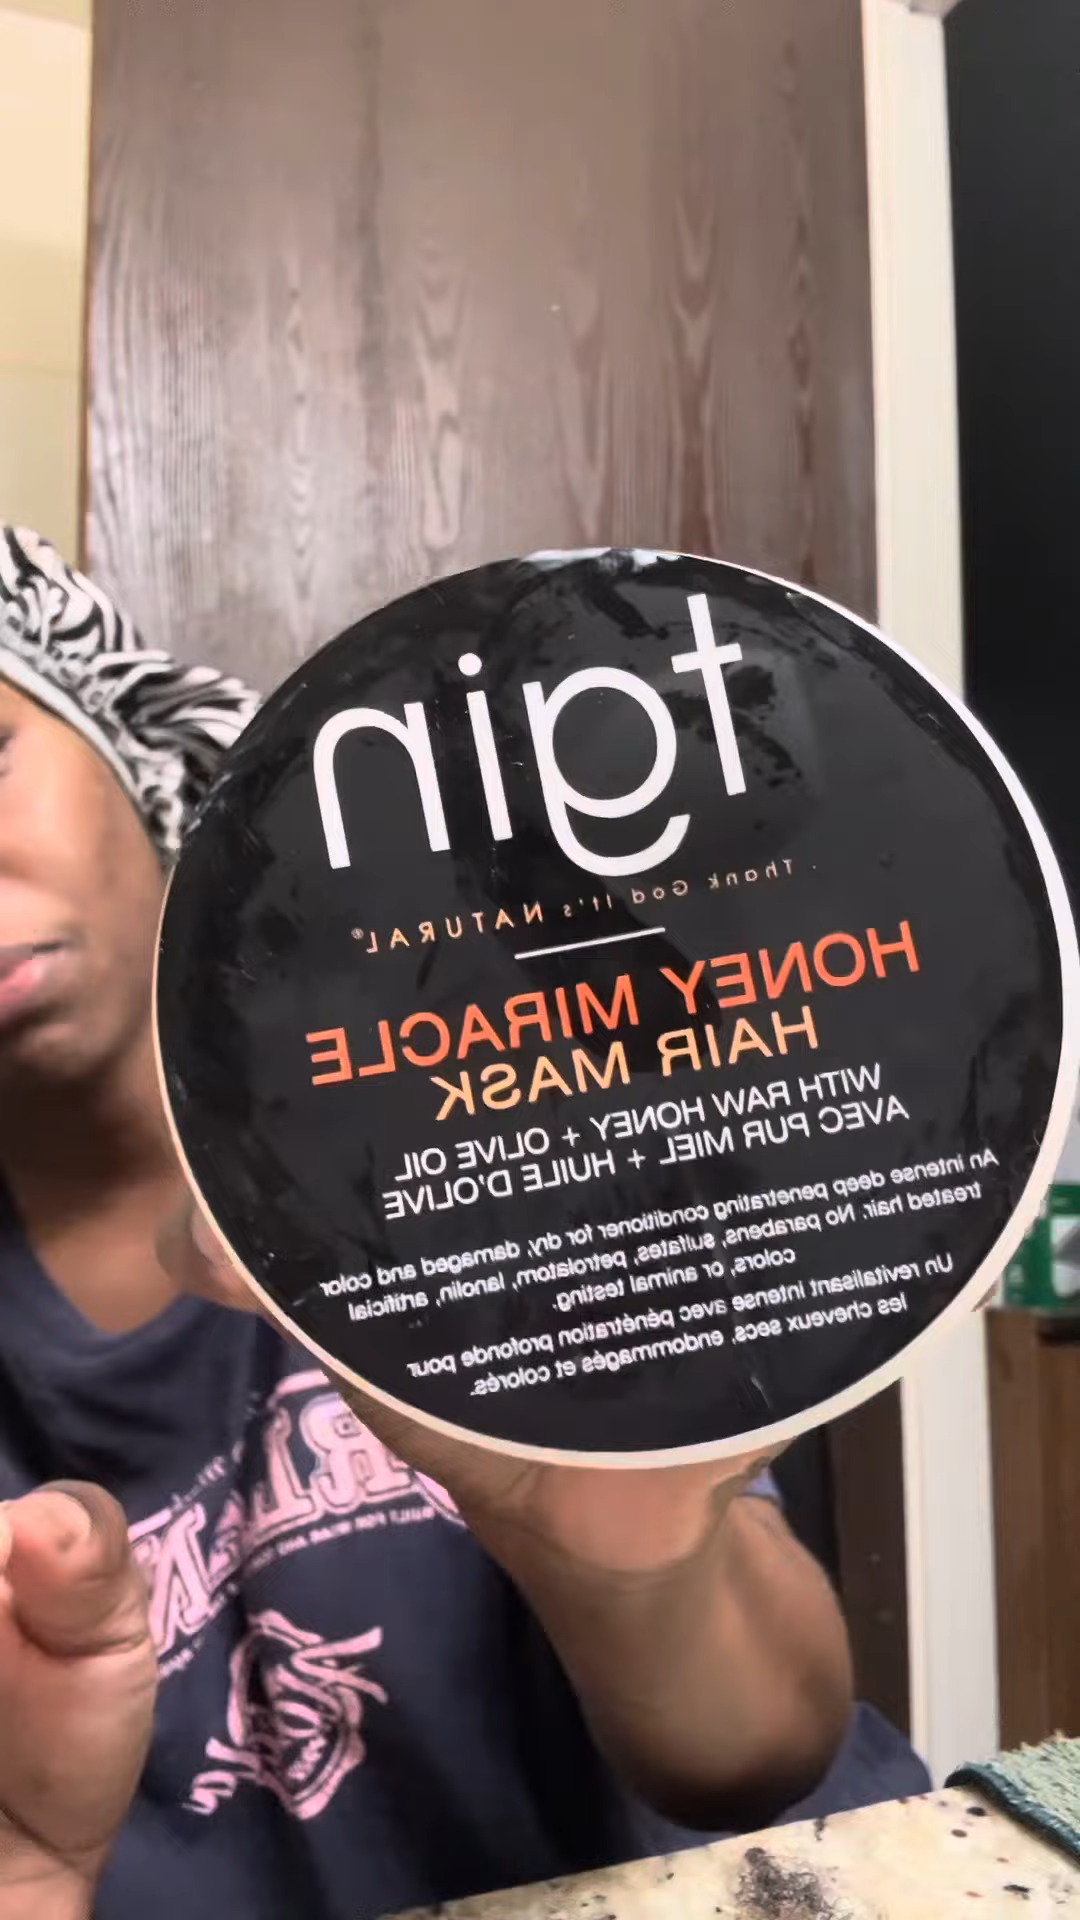 tgin
Thank God It's NATURAL®
HONEY MIRACLE
HAIR MASK
WITH RAW HONEY + OLIVE OIL
AVEC PUR MIEL + HUILE D'OLIVE
An intense deep penetrating conditioner for dry, damaged and color
treated hair. No parabens, sulfates, petrolatom, lanolin, artificial
colors, or animal testing.
Un revitalisant intense avec pénétration profonde pour
les cheveux secs, endommagés et colorés.